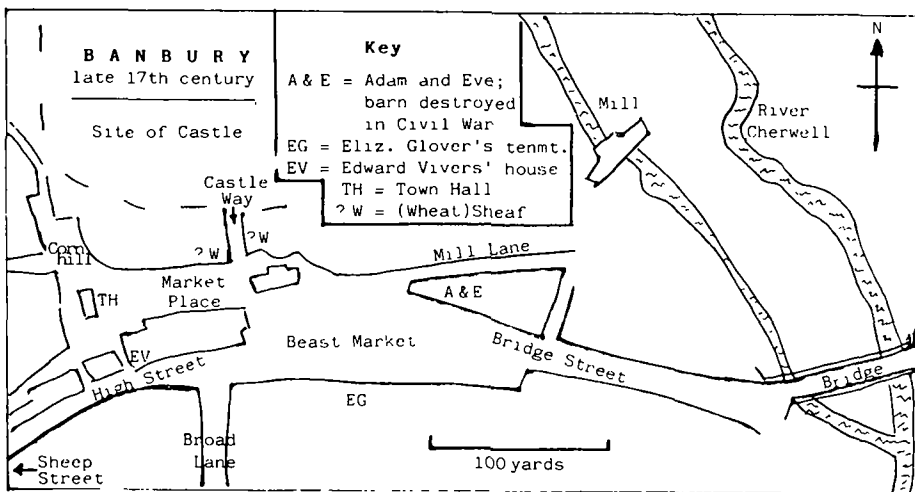 BANBURY
late 17th century
Site of Castle
Key
A & E = Adam and Eve;
barn destroyed
in Civil War
EG = Eliz. Glover's tenmt.
EV = Edward Vivers' house
TH = Town Hall
? W = (Wheat)Sheaf
N
Mill
River
Cherwell
Castle
Way
? W
? W
Corn
hill
Mill Lane
Market
Place
TH
A & E
EV
High Street
Beast Market
Bridge Street
Bridge
EG
Broad
Lane
100 yards
Sheep
Street